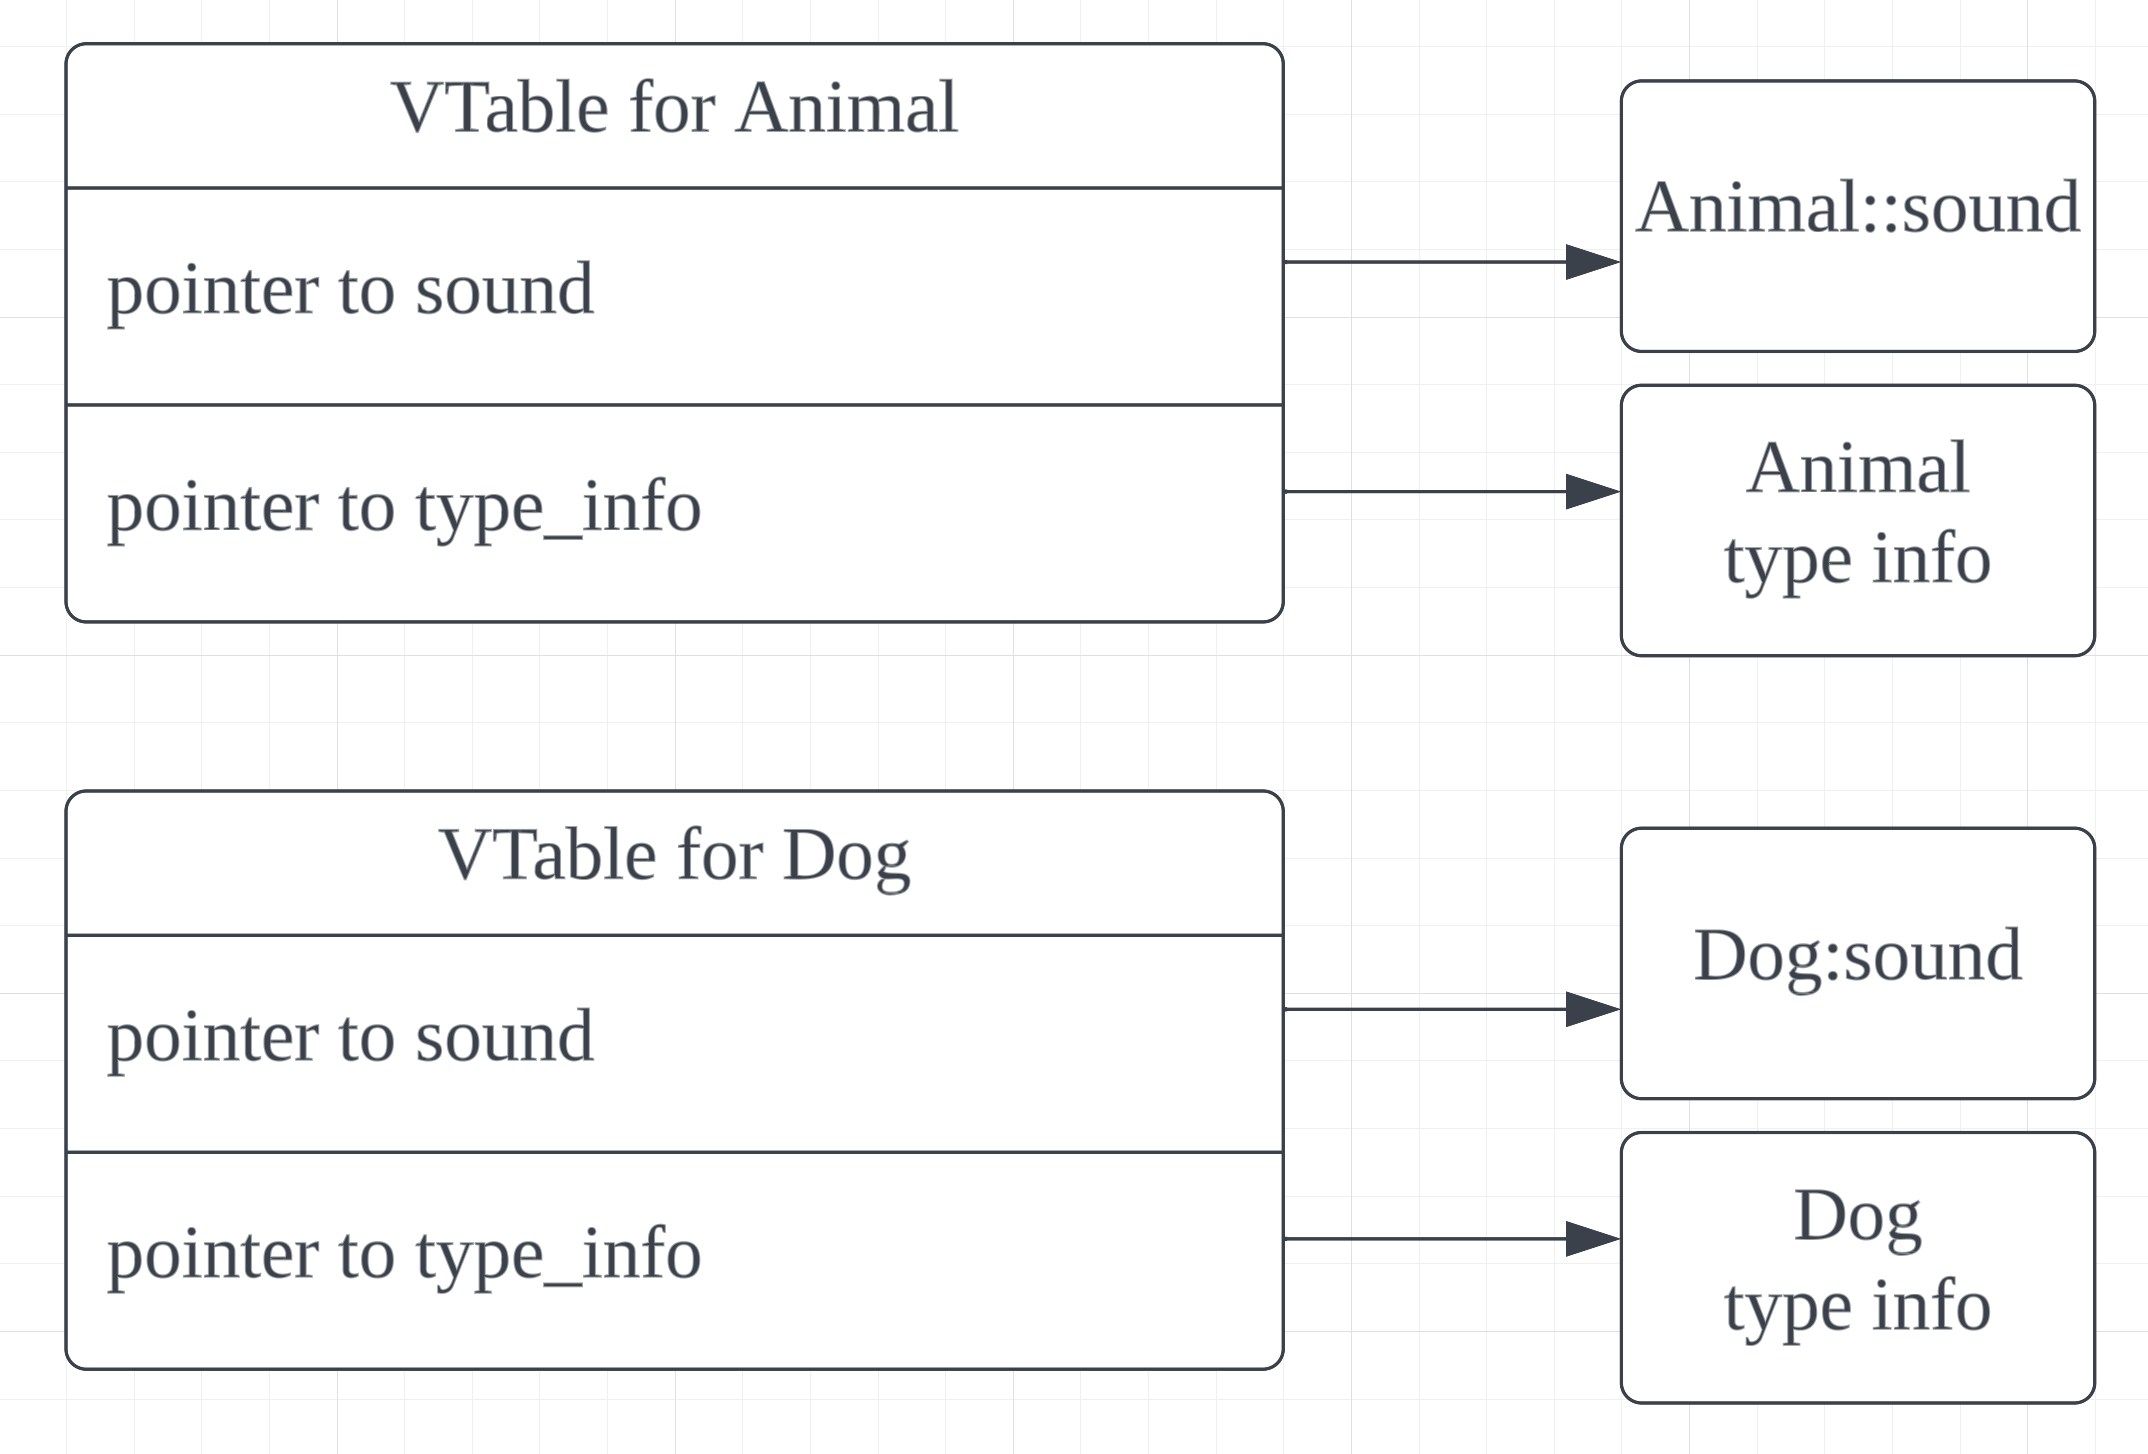 VTable for Animal
pointer to sound
Animal::sound
pointer to type_info
Animal
type info
VTable for Dog
pointer to sound
Dog:sound
pointer to type_info
Dog
type info